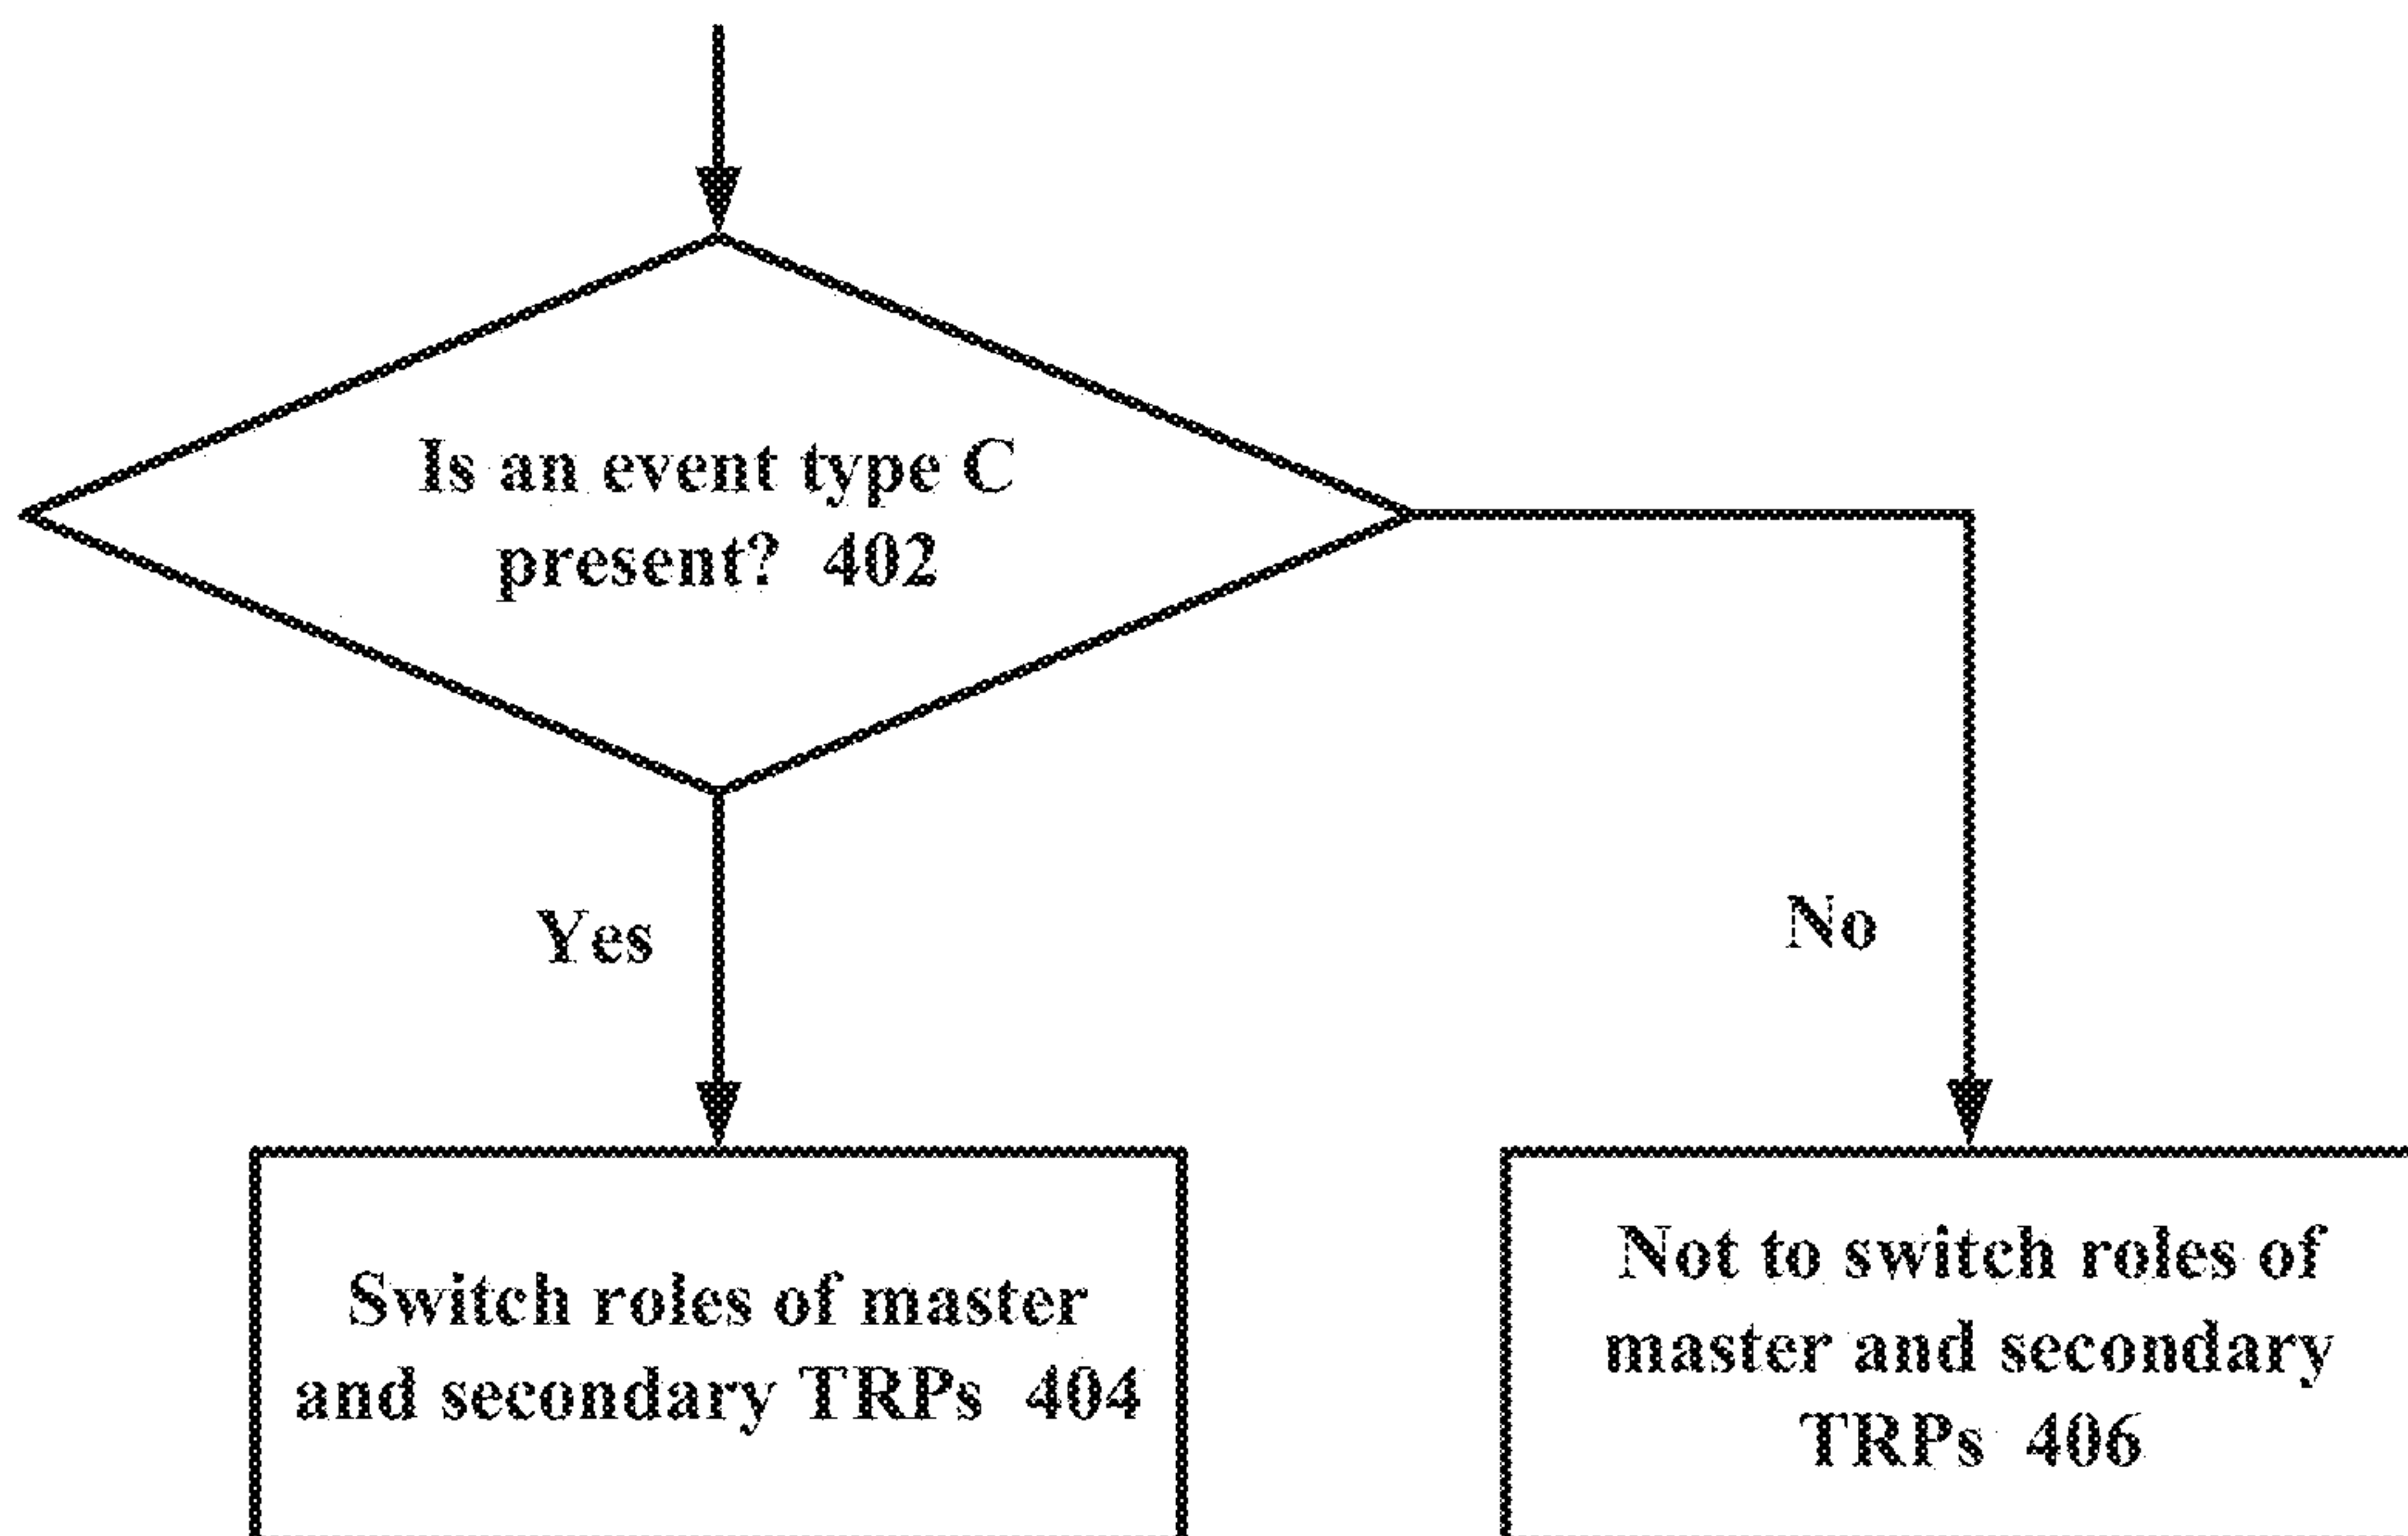 Is an event type C
present? 402
Yes
No
Switch roles of master
and secondary TRPs 404
Not to switch roles of
master and secondary
TRPs 406